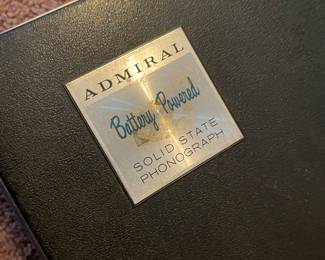 ADMIRAL
Battery Powered
SOLID STATE
PHONOGRAPH